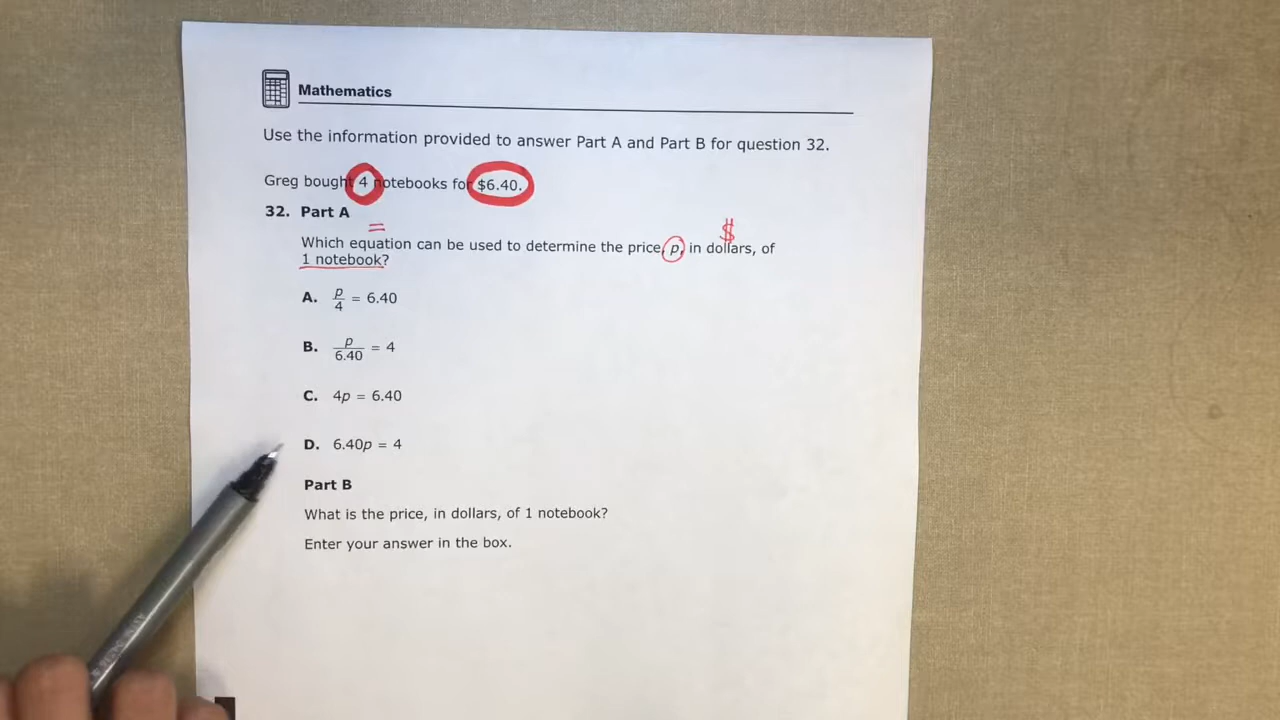 Mathematics
Use the information provided to answer Part A and Part B for question 32.
Greg bought 4 notebooks for $6.40.
32. Part A
=
$
Which equation can be used to determine the price, p, in dollars, of
1 notebook?
A. p/4 = 6.40
B. p/6.40 = 4
C. 4p = 6.40
D. 6.40p = 4
Part B
What is the price, in dollars, of 1 notebook?
Enter your answer in the box.